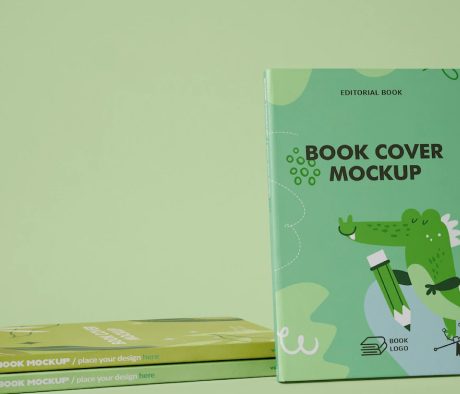 EDITORIAL BOOK
BOOK COVER
MOCKUP
BOOK
LOGO
BOOK MOCKUP / place your design here
BOOK MOCKUP / place your design here